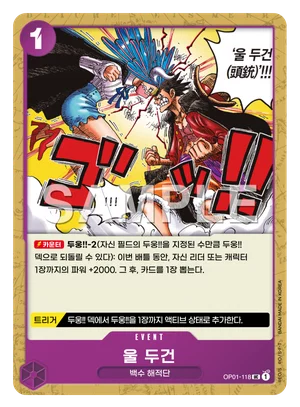 1
'울 두건
(頭銃)'!!!
ゴッ!!
SAMPLE
카운터 두웅!!-2(자신 필드의 두웅!!을 지정된 수만큼 두웅!!
덱으로 되돌릴 수 있다): 이번 배틀 동안, 자신 리더 또는 캐릭터
1장까지의 파워 +2000. 그 후, 카드를 1장 뽑는다.
트리거 두웅!! 덱에서 두웅!!을 1장까지 액티브 상태로 추가한다.
EVENT
울 두건
백수 해적단
OP01-118